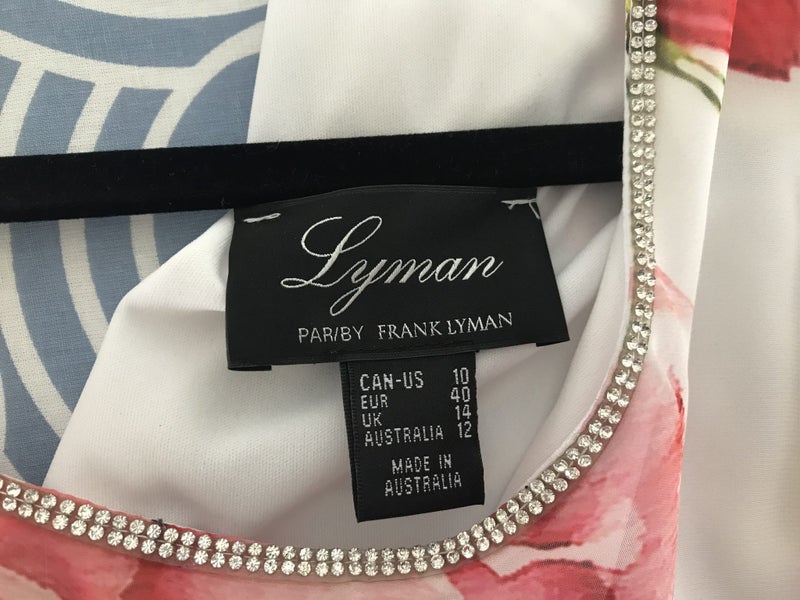 Lyman
PAR/BY FRANK LYMAN
CAN-US 10
EUR 40
UK 14
AUSTRALIA 12
MADE IN
AUSTRALIA